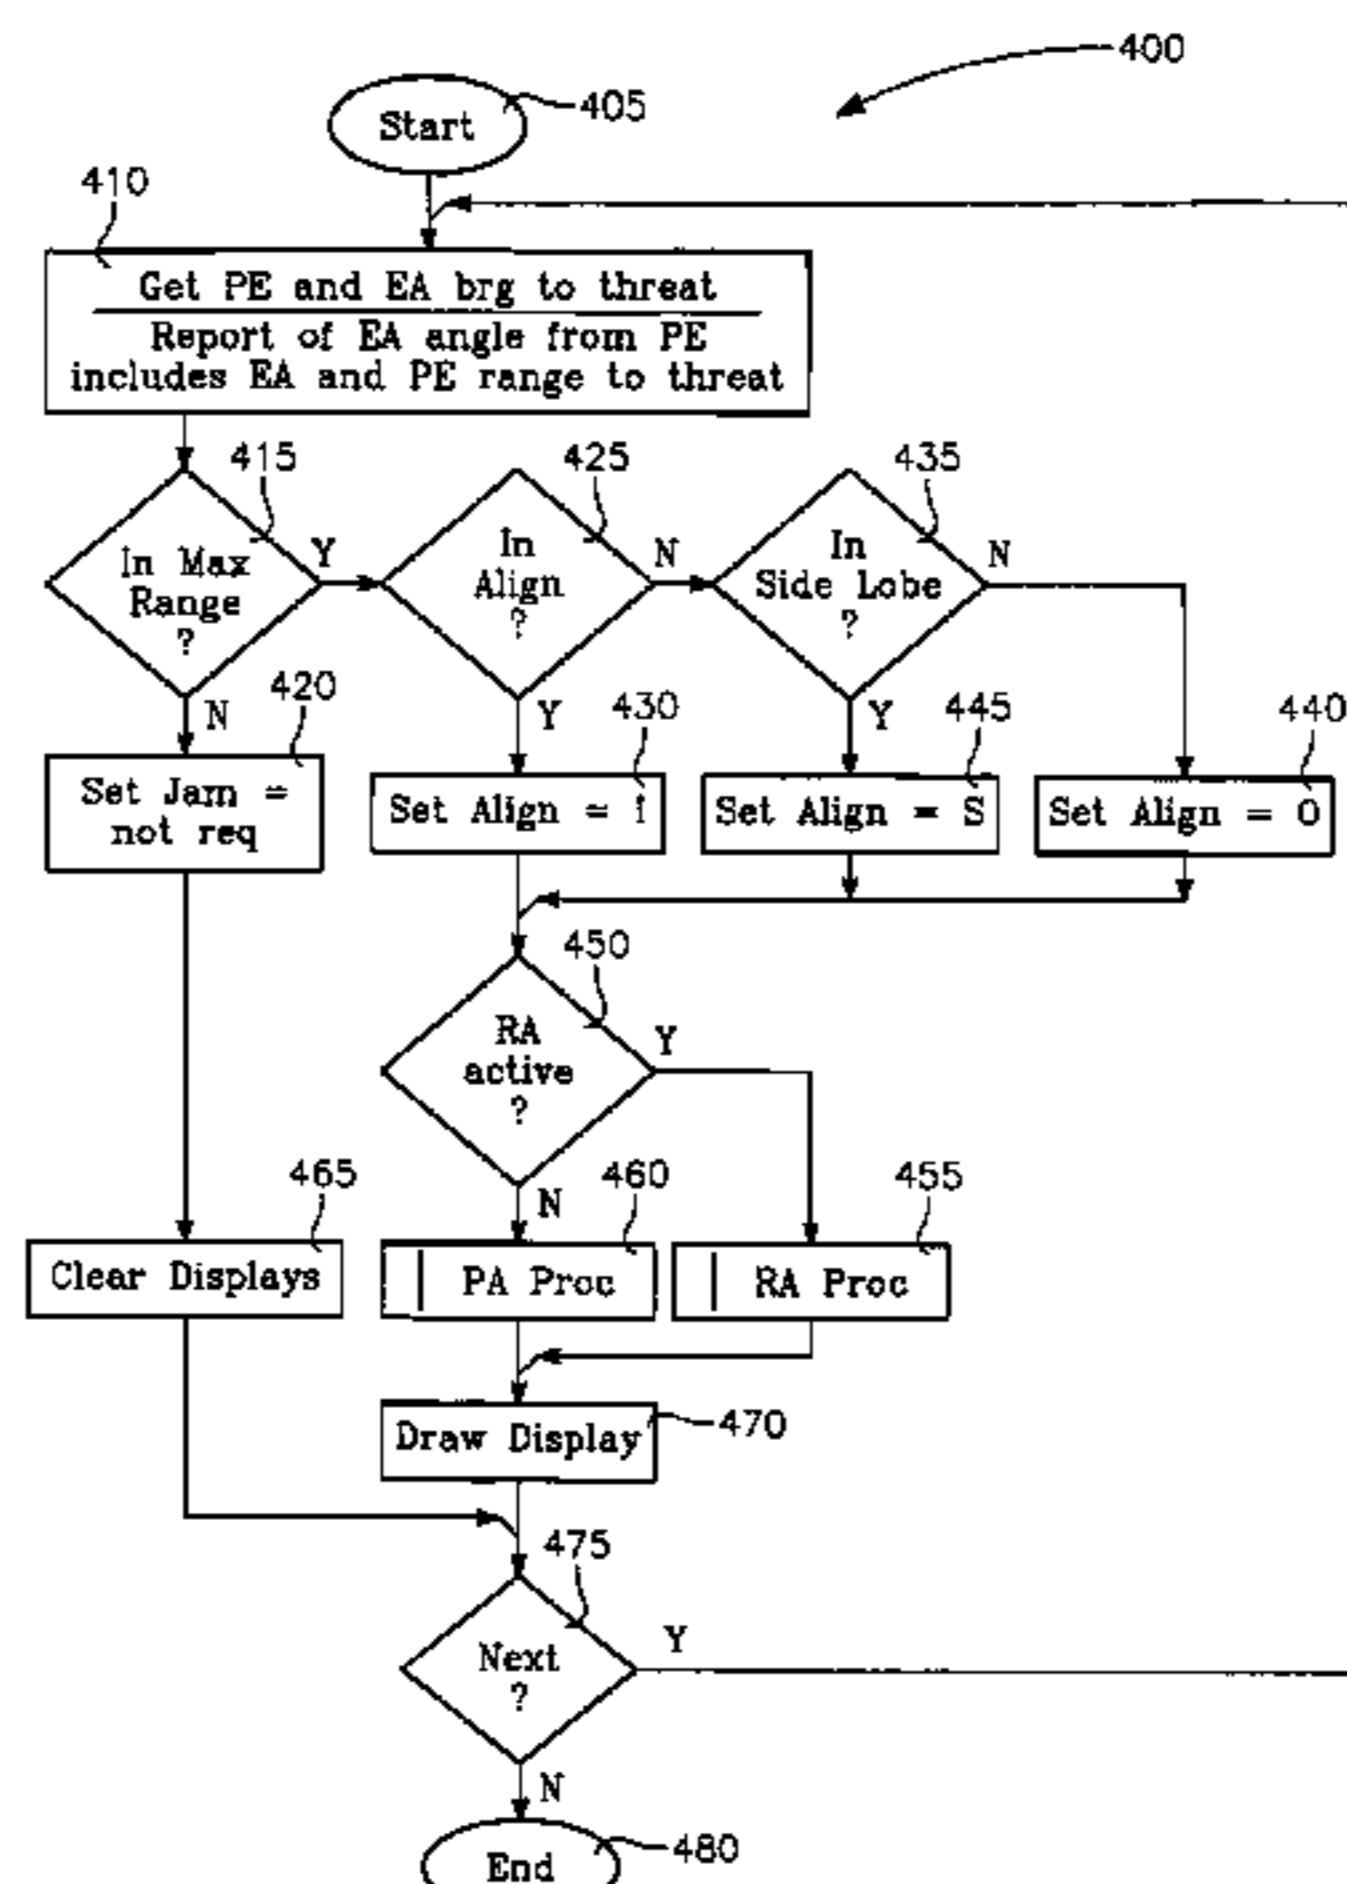 400
Start
405
410
Get PE and EA brg to threat
Report of EA angle from PE
includes EA and PE range to threat
415
In Max
Range
?
Y
N
425
In
Align
?
N
Y
435
In
Side Lobe
?
N
Y
420
Set Jam =
not req
430
Set Align = 1
445
Set Align = S
440
Set Align = 0
450
RA
active
?
Y
N
465
Clear Displays
460
PA Proc
455
RA Proc
Draw Display
470
475
Next
?
Y
N
End
480